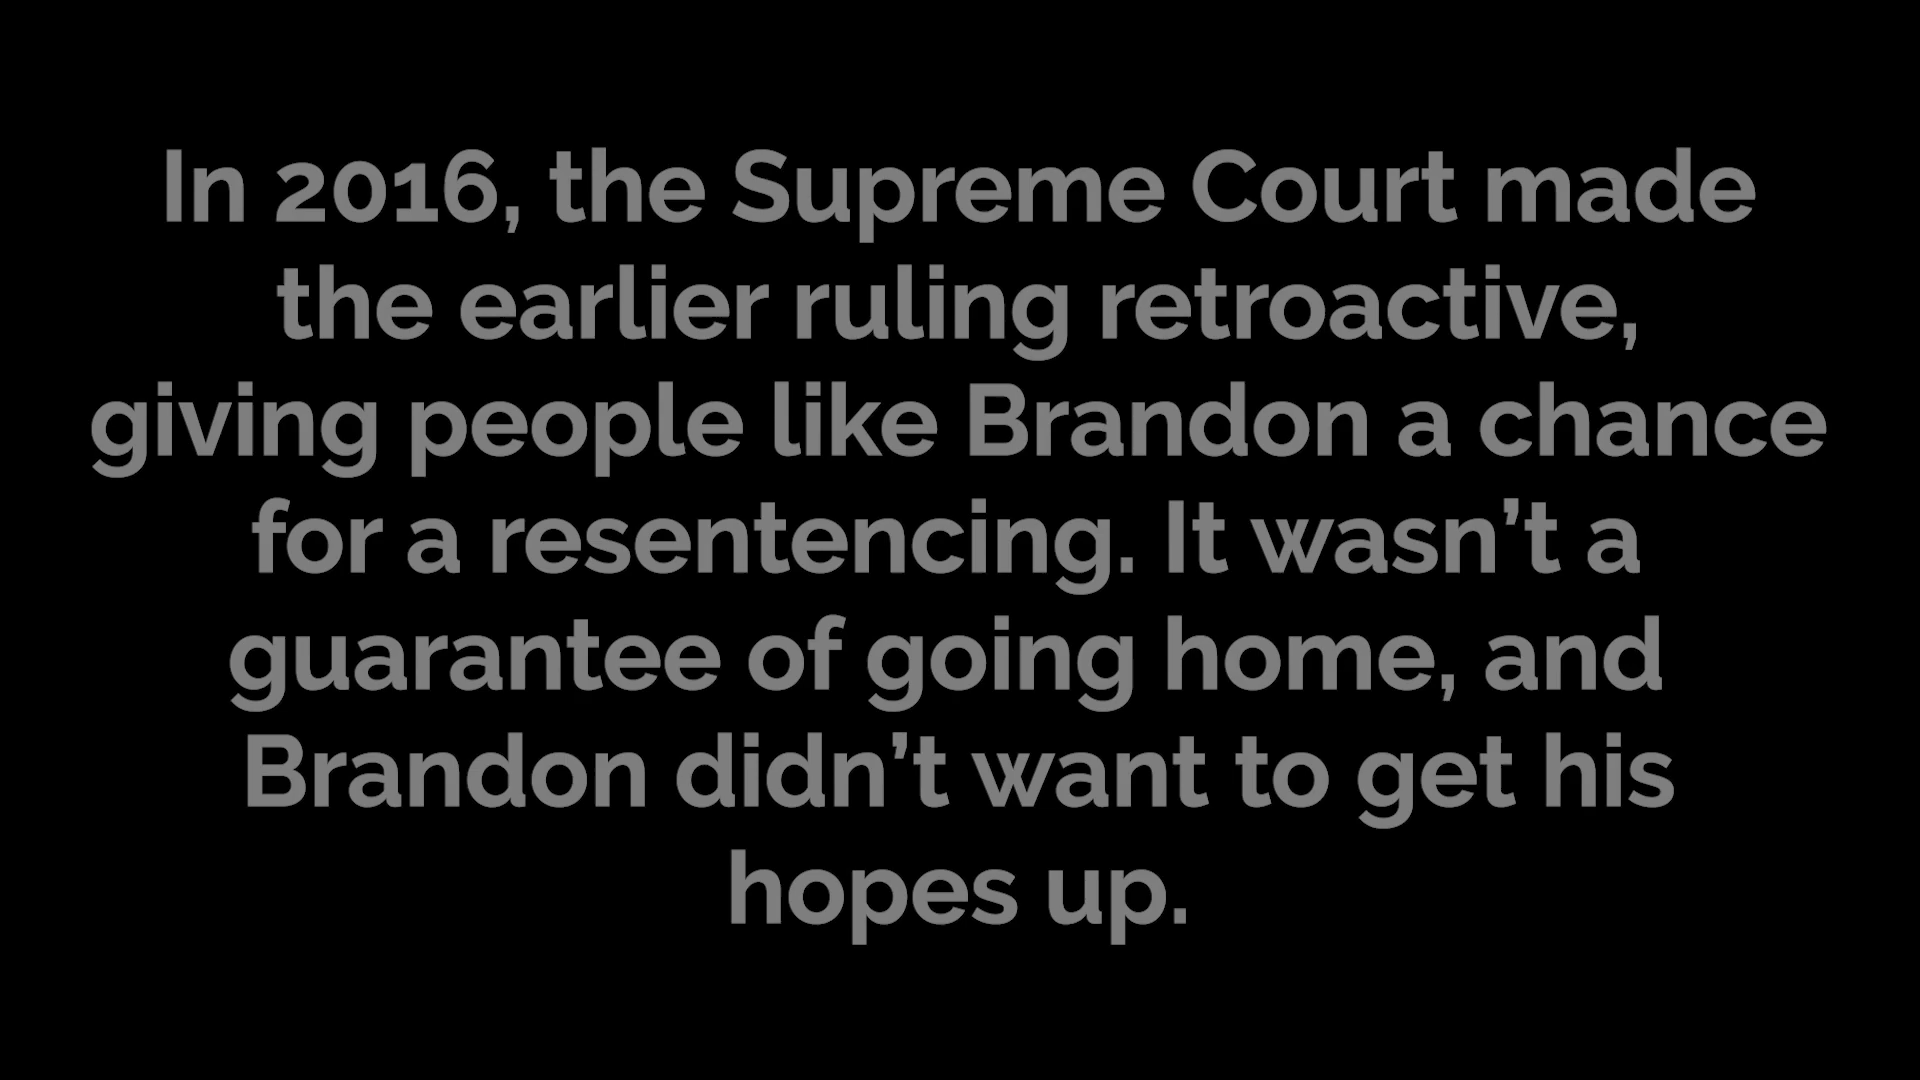 In 2016, the Supreme Court made
the earlier ruling retroactive,
giving people like Brandon a chance
for a resentencing. It wasn’t a
guarantee of going home, and
Brandon didn’t want to get his
hopes up.